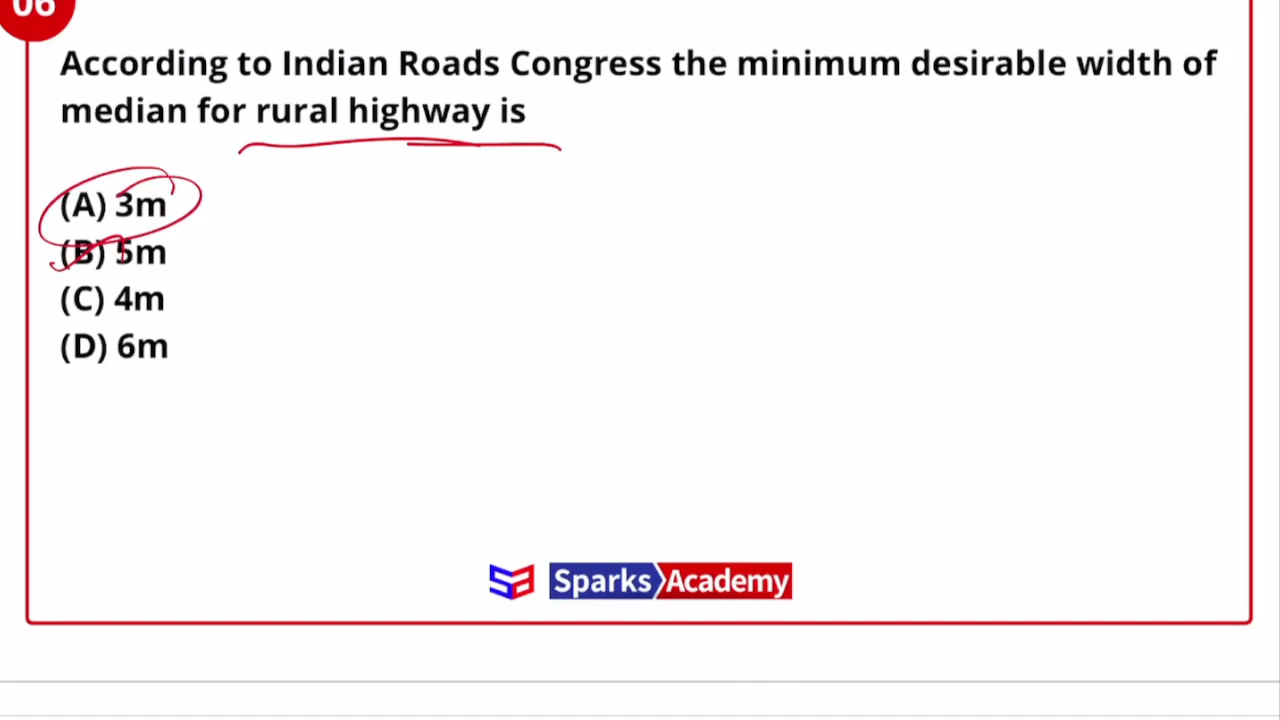 06
According to Indian Roads Congress the minimum desirable width of
median for rural highway is
(A) 3m
(B) 5m
(C) 4m
(D) 6m
Sparks Academy